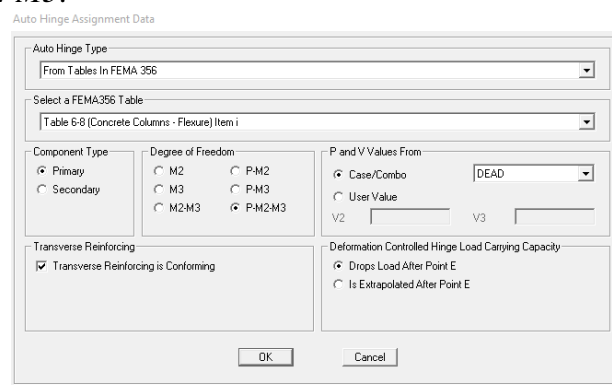 Auto Hinge Assignment Data
Auto Hinge Type
From Tables In FEMA 356
Select a FEMA356 Table
Table 6-8 (Concrete Columns - Flexure) Item i
Component Type
Primary
Secondary
Degree of Freedom
M2
P-M2
M3
P-M3
M2-M3
P-M2-M3
P and V Values From
Case/Combo
DEAD
User Value
V2
V3
Transverse Reinforcing
Transverse Reinforcing is Conforming
Deformation Controlled Hinge Load Carrying Capacity
Drops Load After Point E
Is Extrapolated After Point E
OK
Cancel